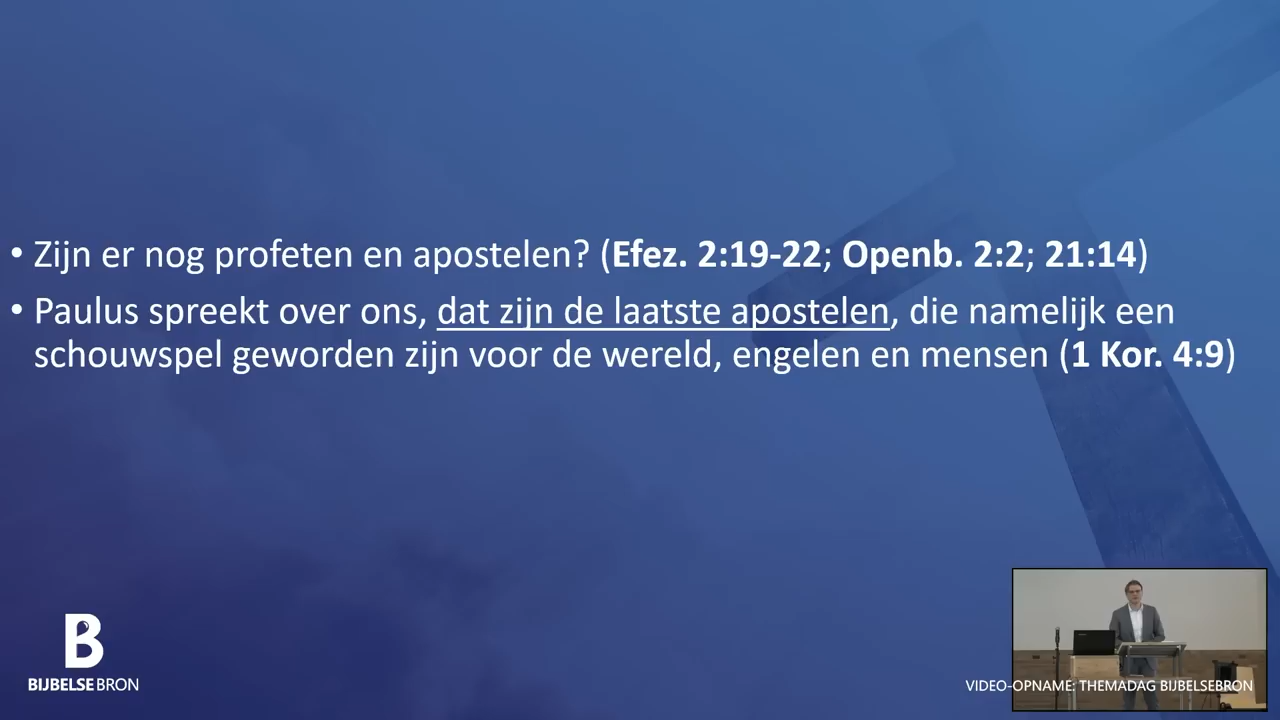 • Zijn er nog profeten en apostelen? (Efez. 2:19-22; Openb. 2:2; 21:14)
• Paulus spreekt over ons, dat zijn de laatste apostelen, die namelijk een
schouwspel geworden zijn voor de wereld, engelen en mensen (1 Kor. 4:9)
B
BIJBELSEBRON
VIDEO-OPNAME: THEMADAG BIJBELSEBRON